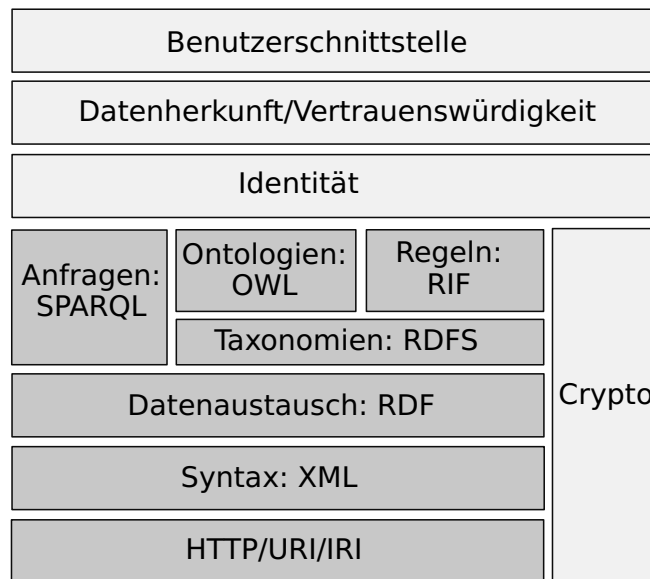 Benutzerschnittstelle
Datenherkunft/Vertrauenswürdigkeit
Identität
Anfragen:
SPARQL
Ontologien:
OWL
Regeln:
RIF
Taxonomien: RDFS
Datenaustausch: RDF
Crypto
Syntax: XML
HTTP/URI/IRI